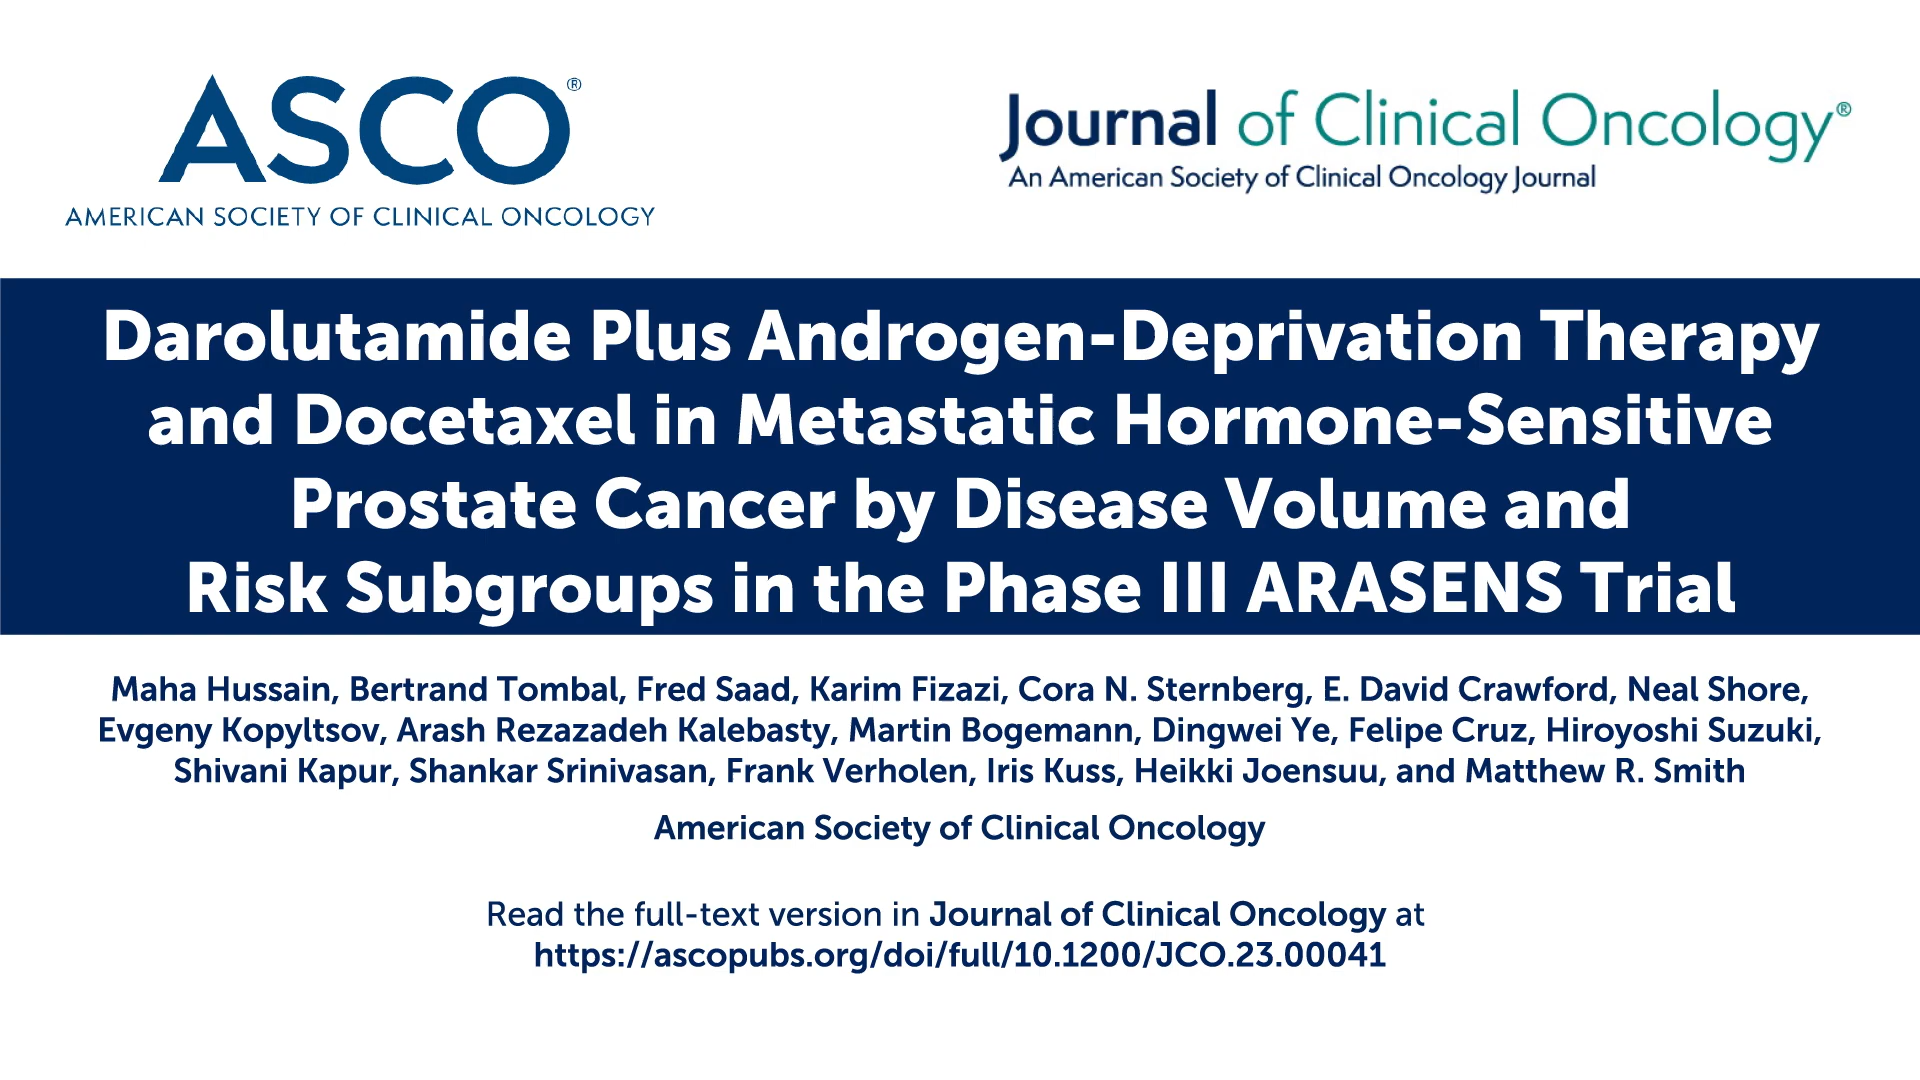 ASCO®
AMERICAN SOCIETY OF CLINICAL ONCOLOGY
Journal of Clinical Oncology®
An American Society of Clinical Oncology Journal
Darolutamide Plus Androgen-Deprivation Therapy
and Docetaxel in Metastatic Hormone-Sensitive
Prostate Cancer by Disease Volume and
Risk Subgroups in the Phase III ARASENS Trial
Maha Hussain, Bertrand Tombal, Fred Saad, Karim Fizazi, Cora N. Sternberg, E. David Crawford, Neal Shore,
Evgeny Kopyltsov, Arash Rezazadeh Kalebasty, Martin Bogemann, Dingwei Ye, Felipe Cruz, Hiroyoshi Suzuki,
Shivani Kapur, Shankar Srinivasan, Frank Verholen, Iris Kuss, Heikki Joensuu, and Matthew R. Smith
American Society of Clinical Oncology
Read the full-text version in Journal of Clinical Oncology at
https://ascopubs.org/doi/full/10.1200/JCO.23.00041